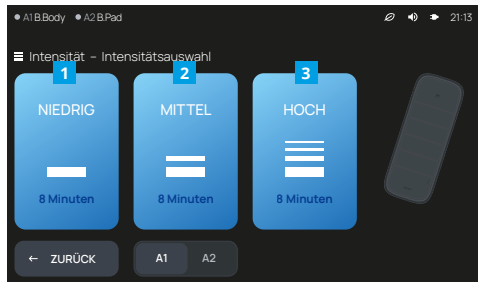 A1 B.Body A2 B.Pad 21:13
Intensität – Intensitätsauswahl
1 2 3
NIEDRIG MITTEL HOCH
8 Minuten 8 Minuten 8 Minuten
← ZURÜCK A1 A2